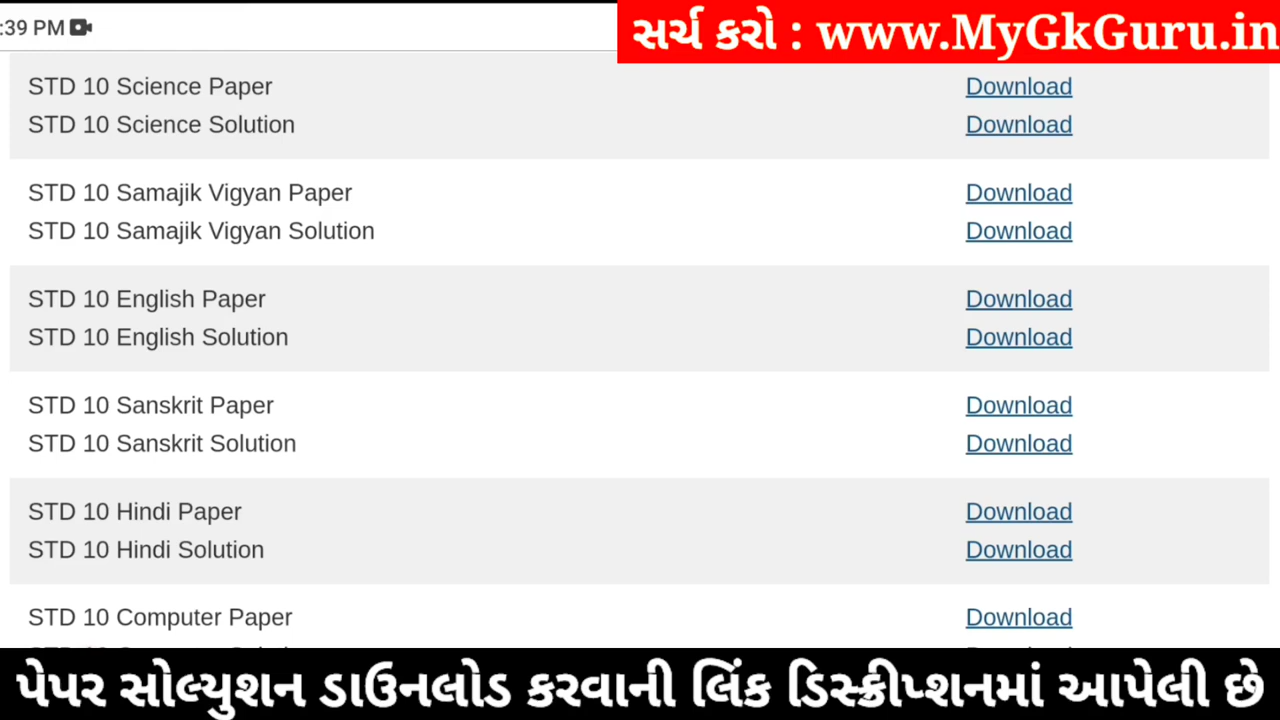 :39 PM
સર્ચ કરો : www.MyGkGuru.in
STD 10 Science Paper Download
STD 10 Science Solution Download
STD 10 Samajik Vigyan Paper Download
STD 10 Samajik Vigyan Solution Download
STD 10 English Paper Download
STD 10 English Solution Download
STD 10 Sanskrit Paper Download
STD 10 Sanskrit Solution Download
STD 10 Hindi Paper Download
STD 10 Hindi Solution Download
STD 10 Computer Paper Download
પેપર સોલ્યુશન ડાઉનલોડ કરવાની લિંક ડિસ્ક્રીપ્શનમાં આપેલી છે